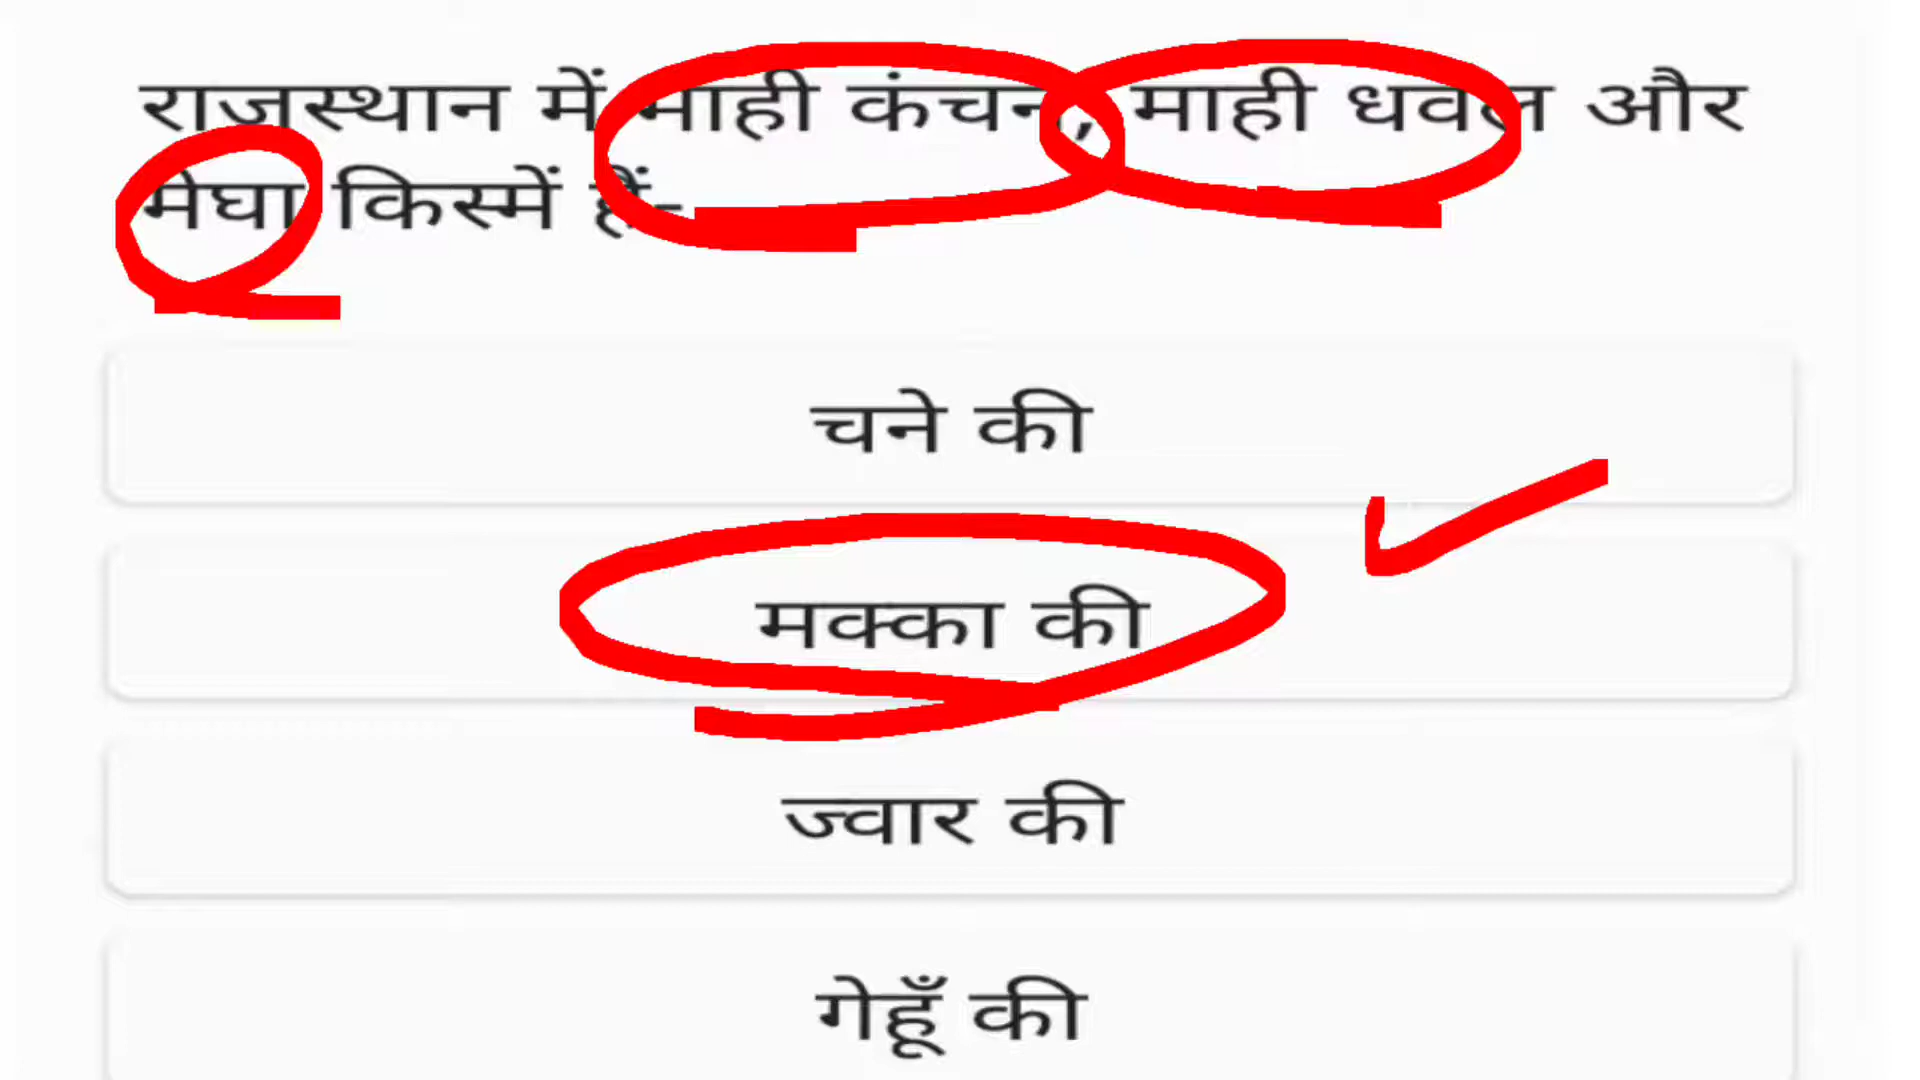 राजस्थान में माही कंचन, माही धवल और
मेघा किस्में हैं-
चने की
मक्का की
ज्वार की
गेहूँ की